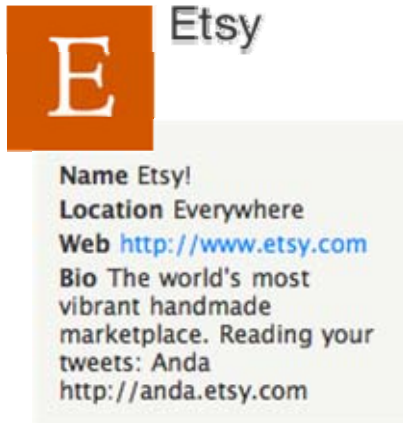 Etsy
E
Name Etsy!
Location Everywhere
Web http://www.etsy.com
Bio The world's most
vibrant handmade
marketplace. Reading your
tweets: Anda
http://anda.etsy.com